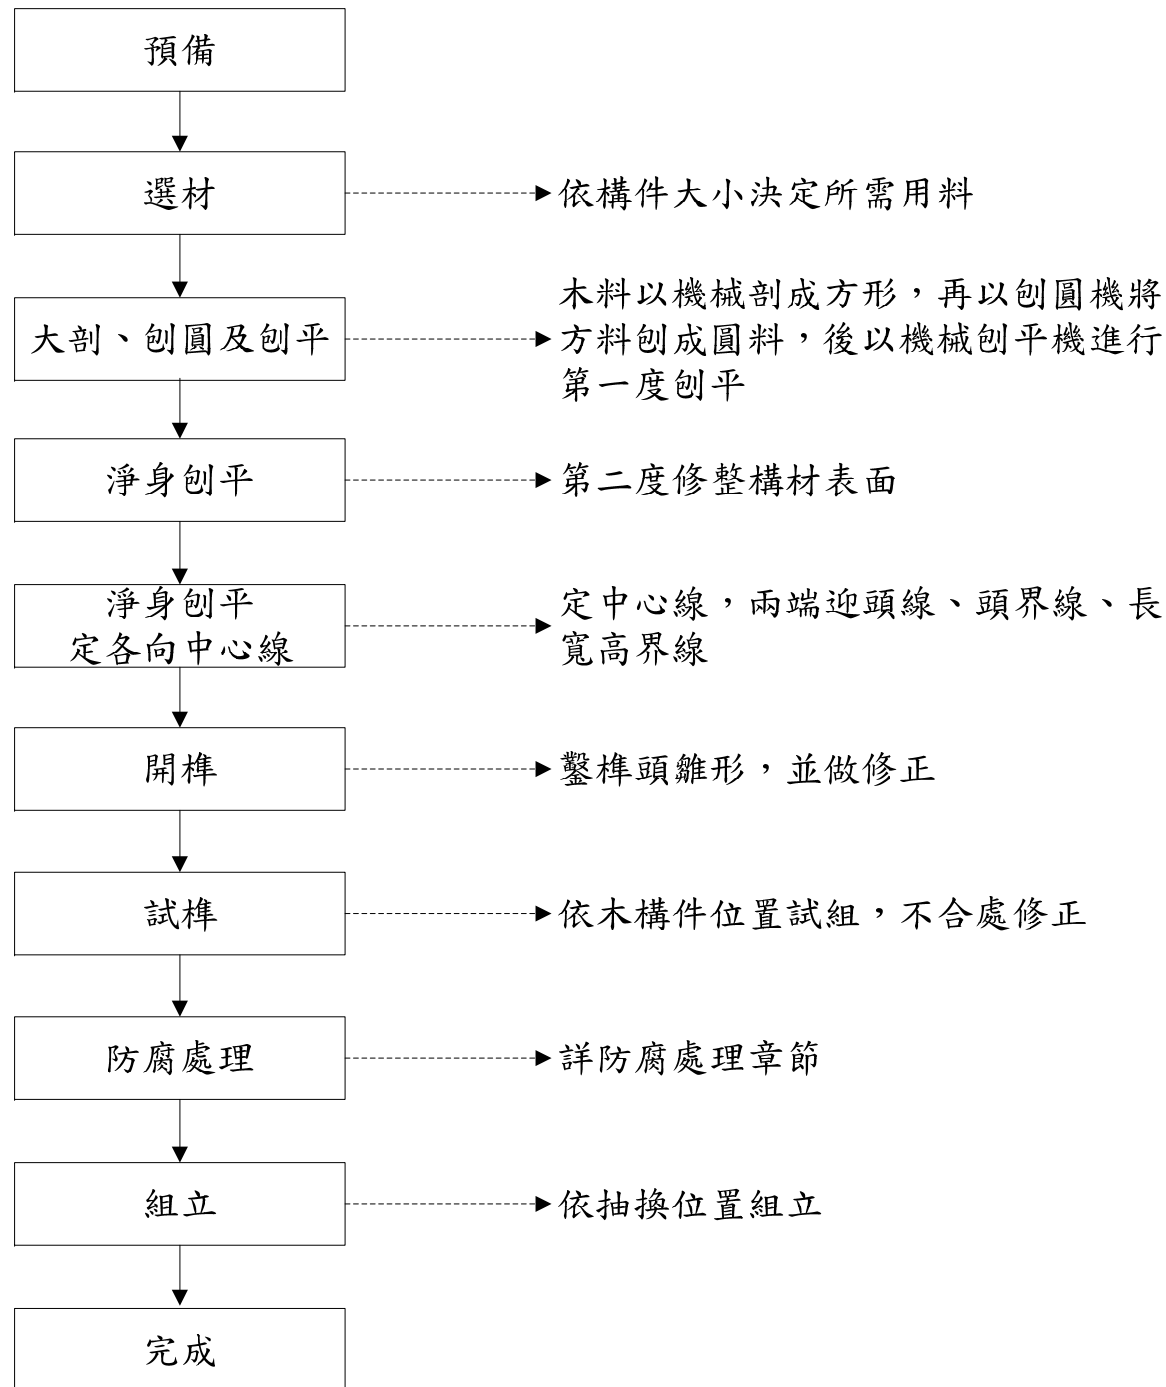 預備
選材
依構件大小決定所需用料
大剖、刨圓及刨平
木料以機械剖成方形，再以刨圓機將
方料刨成圓料，後以機械刨平機進行
第一度刨平
淨身刨平
第二度修整構材表面
淨身刨平
定各向中心線
定中心線，兩端迎頭線、頭界線、長
寬高界線
開榫
鑿榫頭雛形，並做修正
試榫
依木構件位置試組，不合處修正
防腐處理
詳防腐處理章節
組立
依抽換位置組立
完成